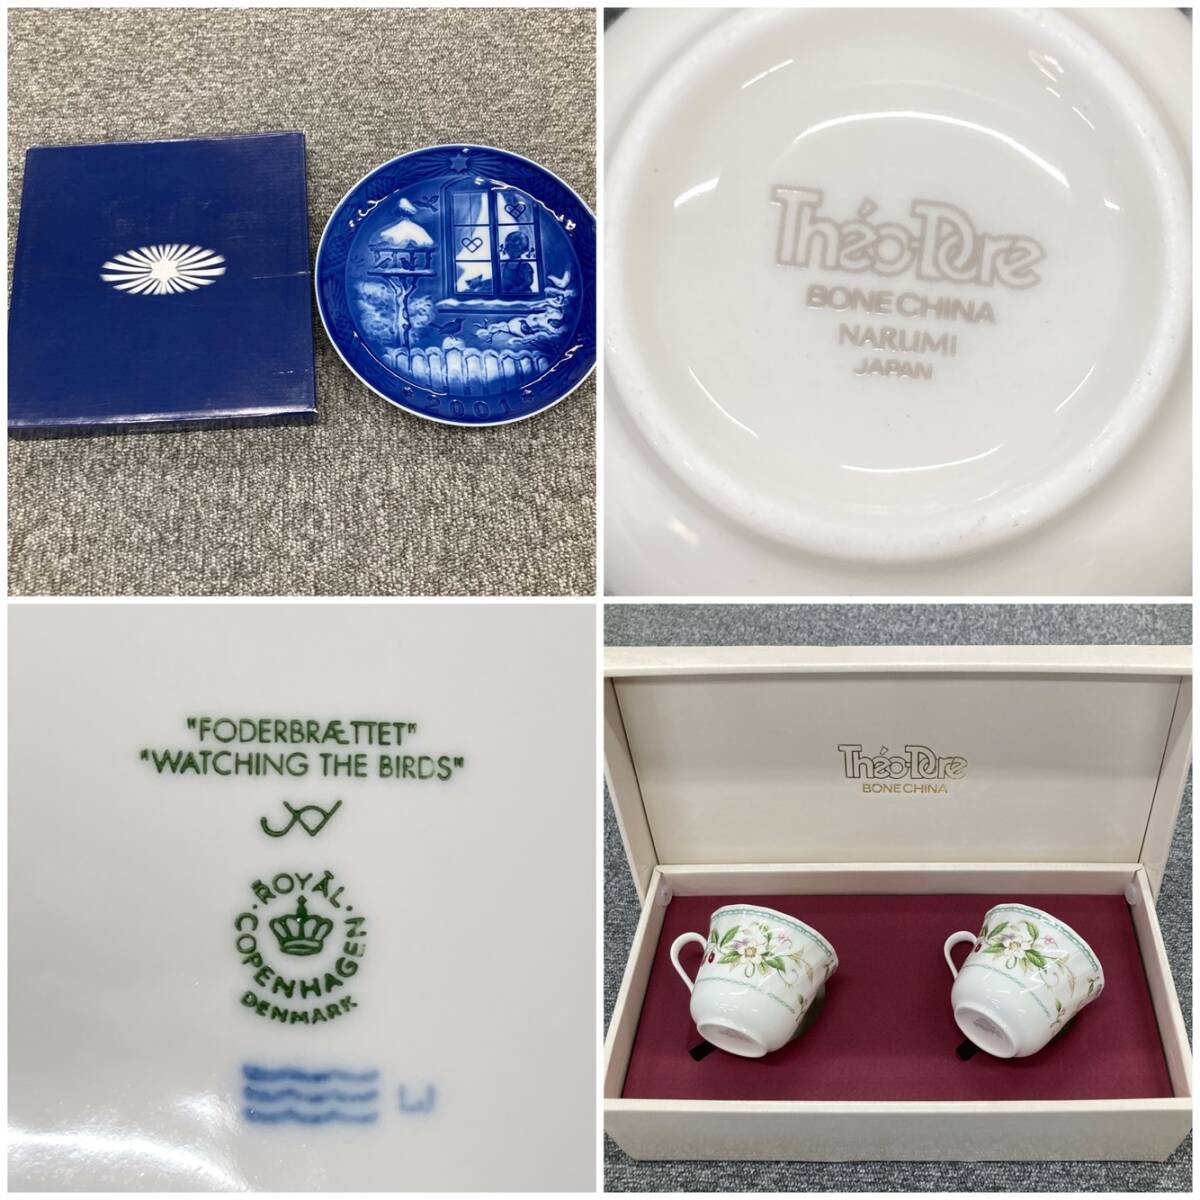 2001
Théo・Dore
BONE CHINA
NARUMI
JAPAN
"FODERBRÆTTET"
"WATCHING THE BIRDS"
ROYAL COPENHAGEN
DENMARK
Théo・Dore
BONE CHINA